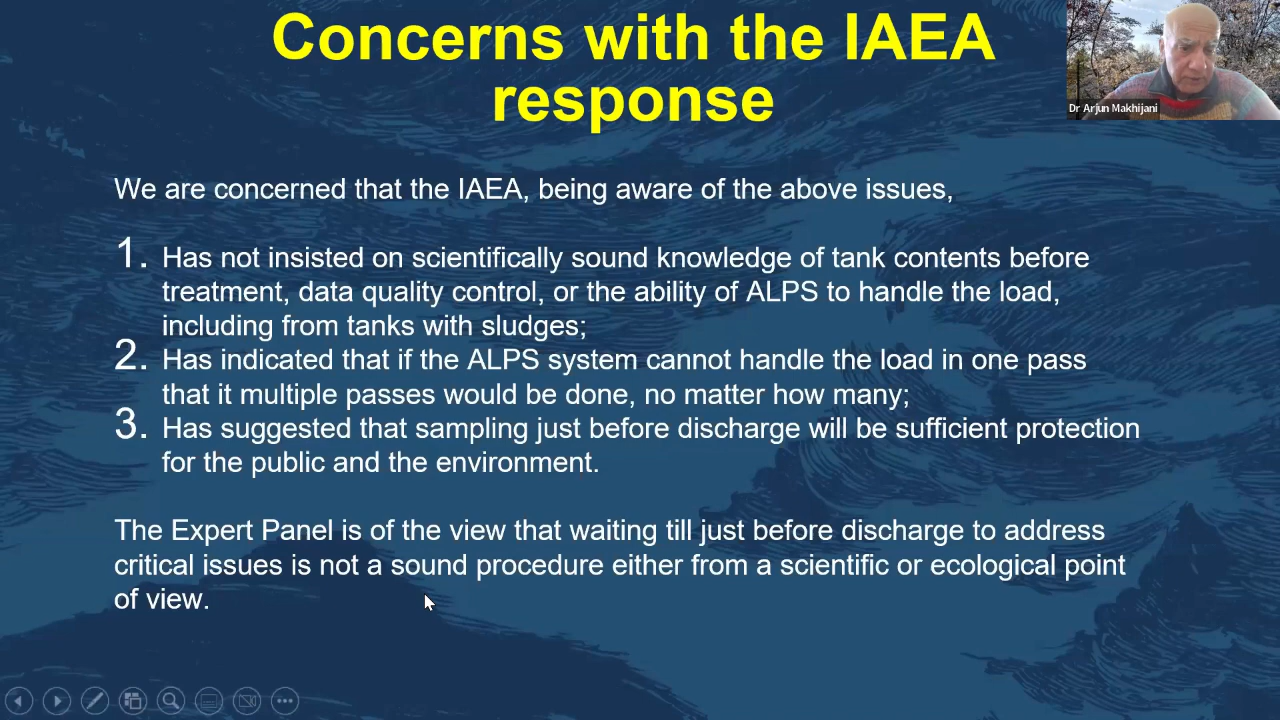 Concerns with the IAEA
response
Dr Arjun Makhijani
We are concerned that the IAEA, being aware of the above issues,
1. Has not insisted on scientifically sound knowledge of tank contents before
treatment, data quality control, or the ability of ALPS to handle the load,
including from tanks with sludges;
2. Has indicated that if the ALPS system cannot handle the load in one pass
that it multiple passes would be done, no matter how many;
3. Has suggested that sampling just before discharge will be sufficient protection
for the public and the environment.
The Expert Panel is of the view that waiting till just before discharge to address
critical issues is not a sound procedure either from a scientific or ecological point
of view.